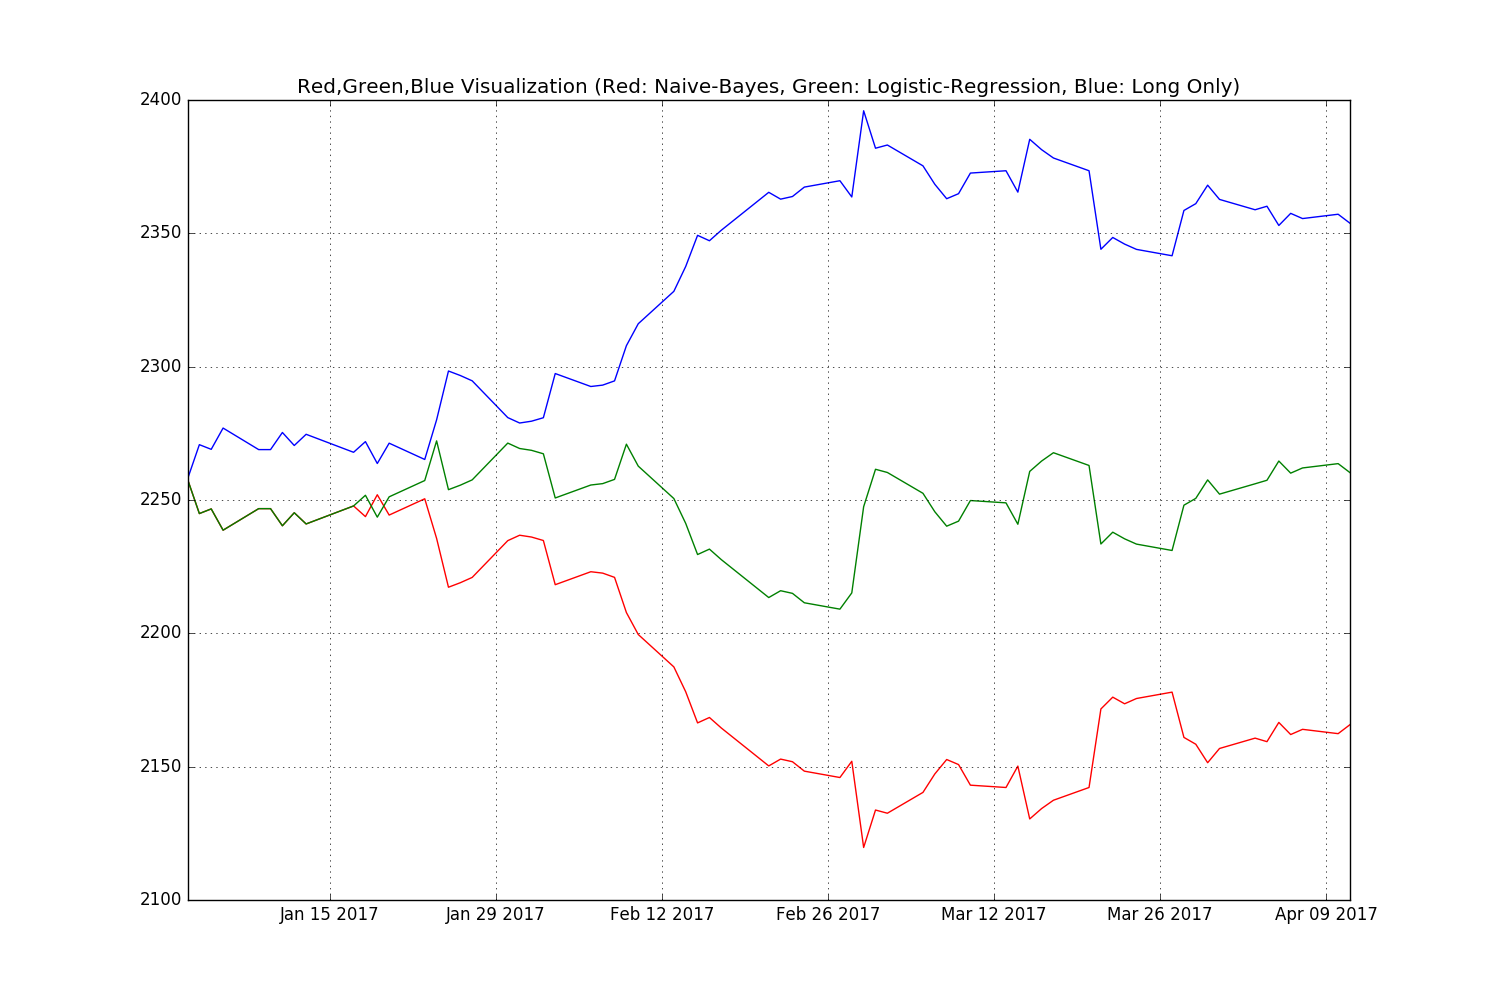 Red,Green,Blue Visualization (Red: Naive-Bayes, Green: Logistic-Regression, Blue: Long Only)
2400
2350
2300
2250
2200
2150
2100
Jan 15 2017
Jan 29 2017
Feb 12 2017
Feb 26 2017
Mar 12 2017
Mar 26 2017
Apr 09 2017